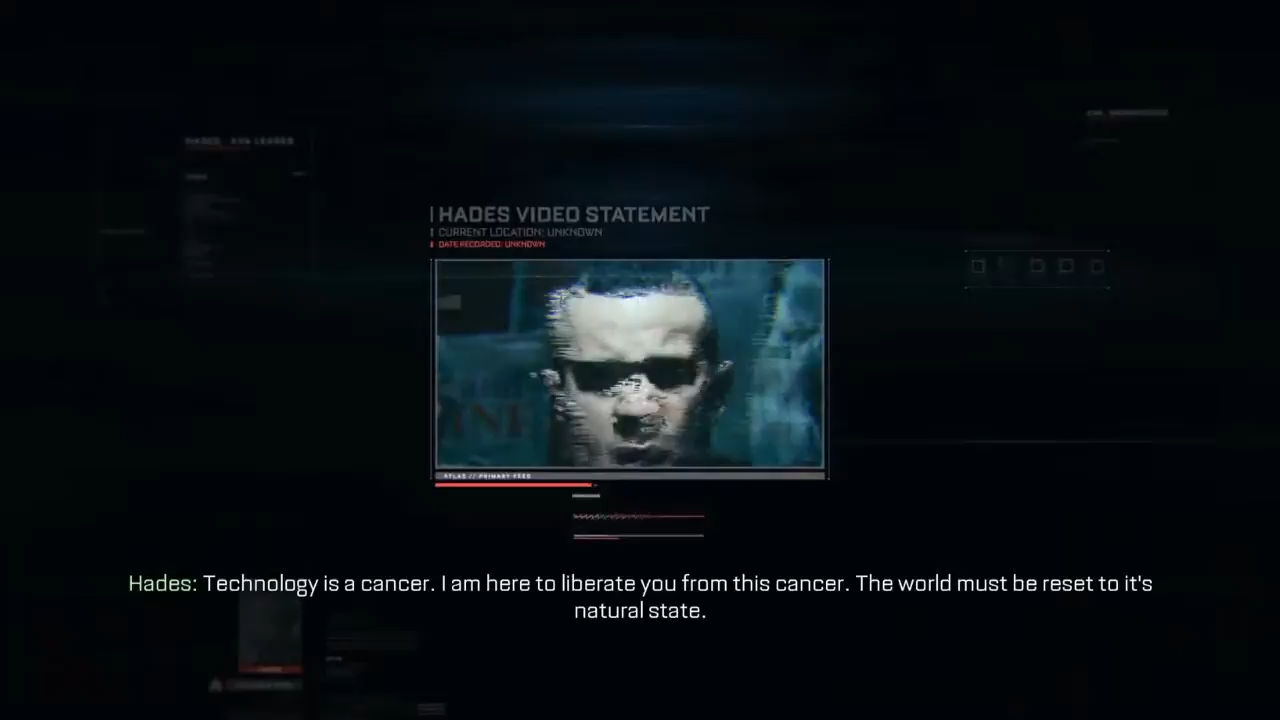 HADES VIDEO STATEMENT
CURRENT LOCATION: UNKNOWN
DATE RECORDED: UNKNOWN
ATLAS // PRIMARY FEED
Hades: Technology is a cancer. I am here to liberate you from this cancer. The world must be reset to it's
natural state.